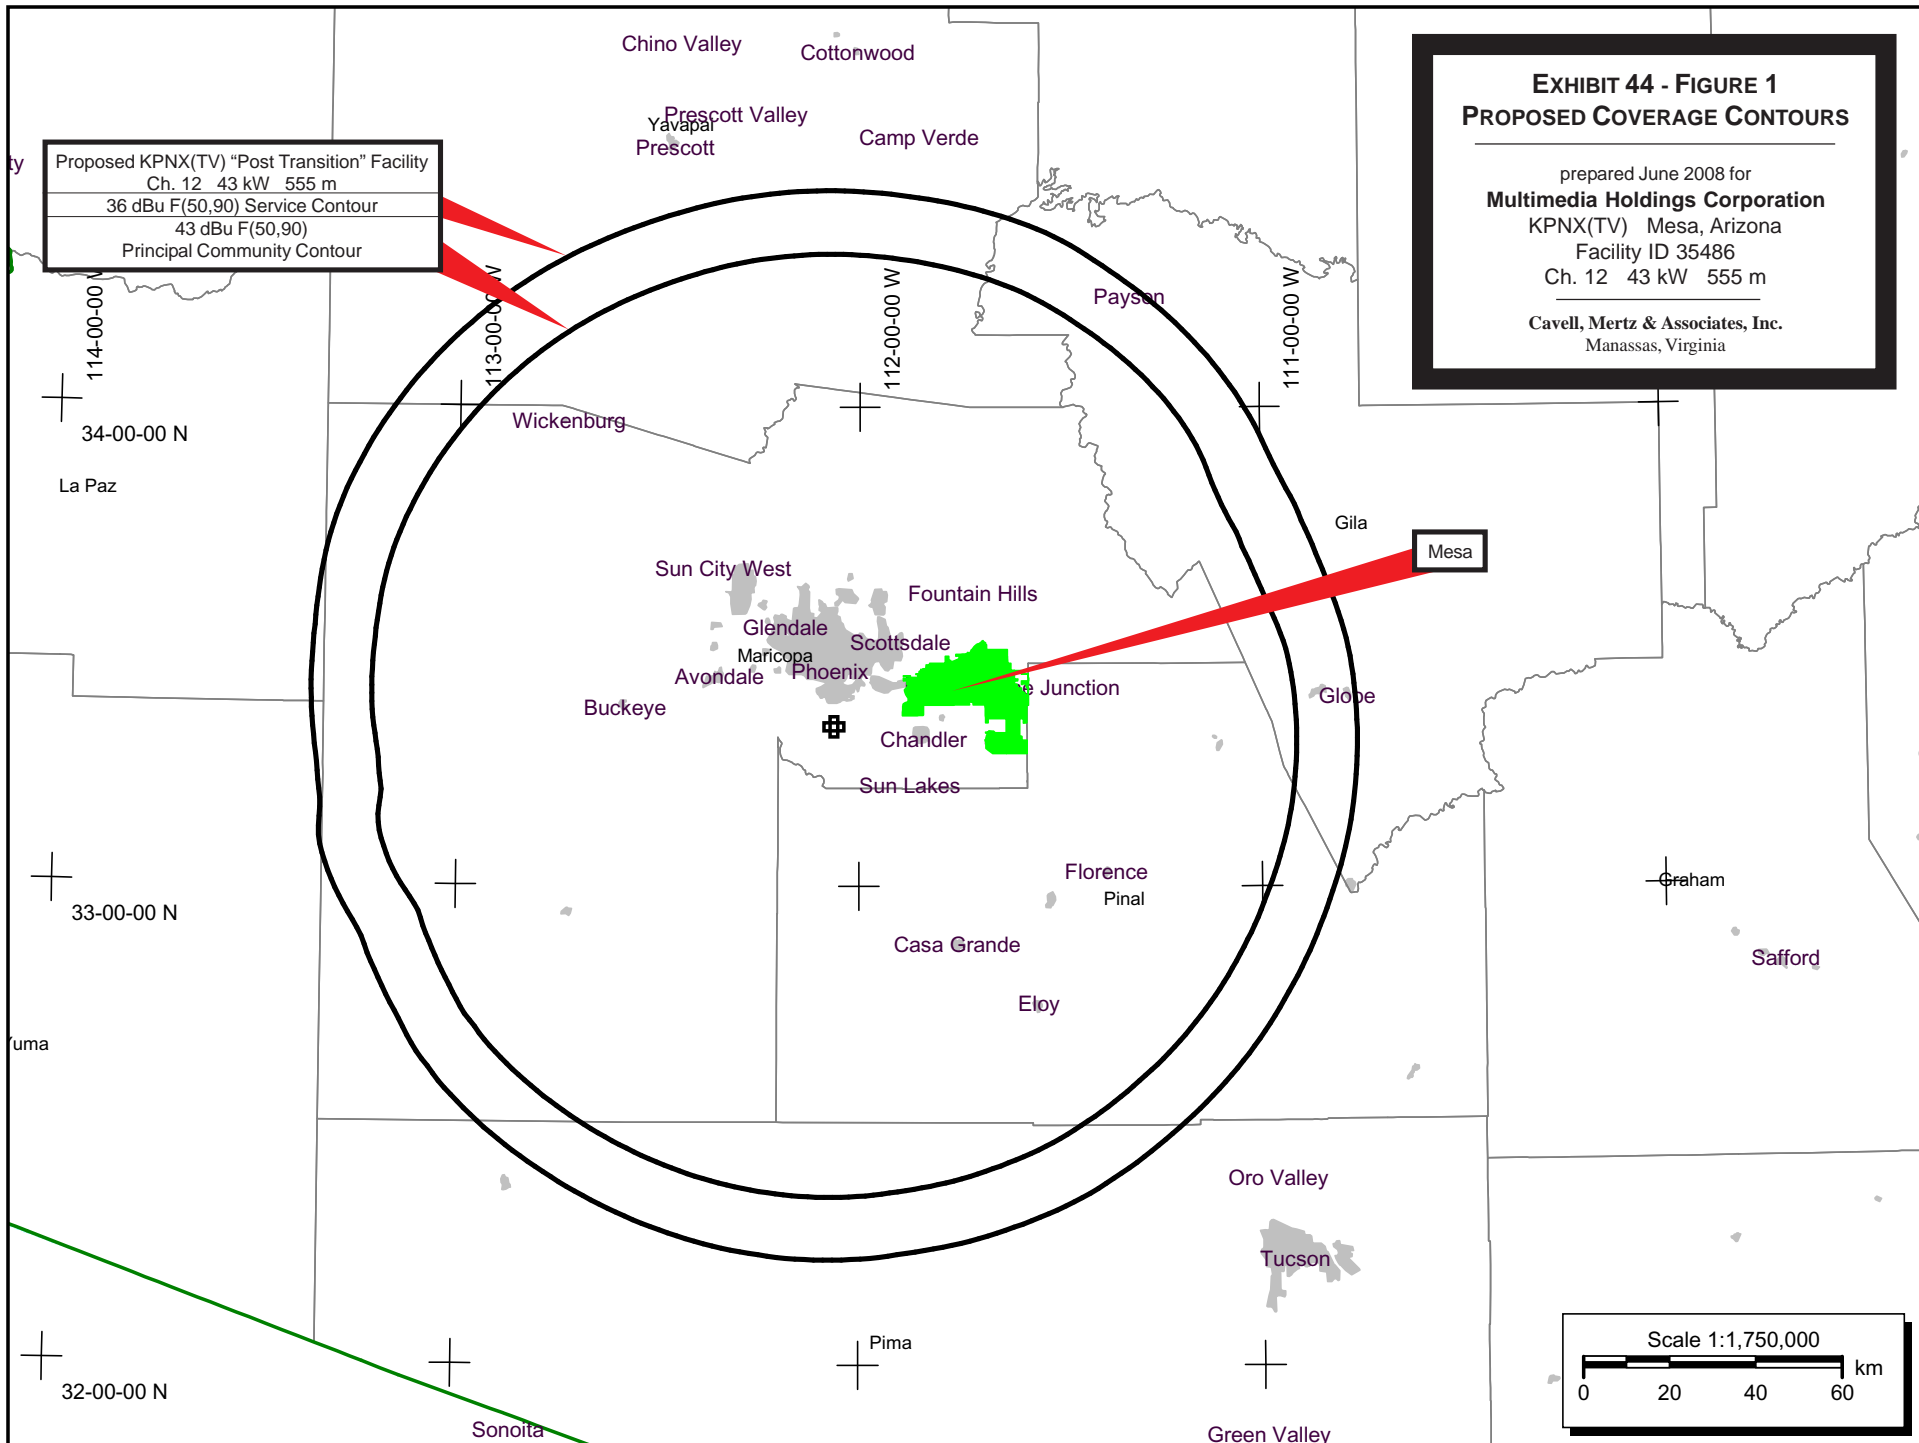 Chino Valley
Cottonwood
Prescott Valley
Yavapai
Prescott
Camp Verde
ty
Proposed KPNX(TV) “Post Transition” Facility
Ch. 12 43 kW 555 m
36 dBu F(50,90) Service Contour
43 dBu F(50,90)
Principal Community Contour
EXHIBIT 44 - FIGURE 1
PROPOSED COVERAGE CONTOURS
prepared June 2008 for
Multimedia Holdings Corporation
KPNX(TV) Mesa, Arizona
Facility ID 35486
Ch. 12 43 kW 555 m
Cavell, Mertz & Associates, Inc.
Manassas, Virginia
114-00-00 W
113-00-00 W
112-00-00 W
111-00-00 W
Payson
Wickenburg
34-00-00 N
La Paz
Gila
Mesa
Sun City West
Fountain Hills
Glendale
Scottsdale
Maricopa
Phoenix
Avondale
e Junction
Globe
Buckeye
Chandler
Sun Lakes
Florence
Pinal
Graham
33-00-00 N
Casa Grande
Safford
Eloy
uma
Oro Valley
Tucson
Pima
Scale 1:1,750,000
km
0 20 40 60
32-00-00 N
Sonoita
Green Valley